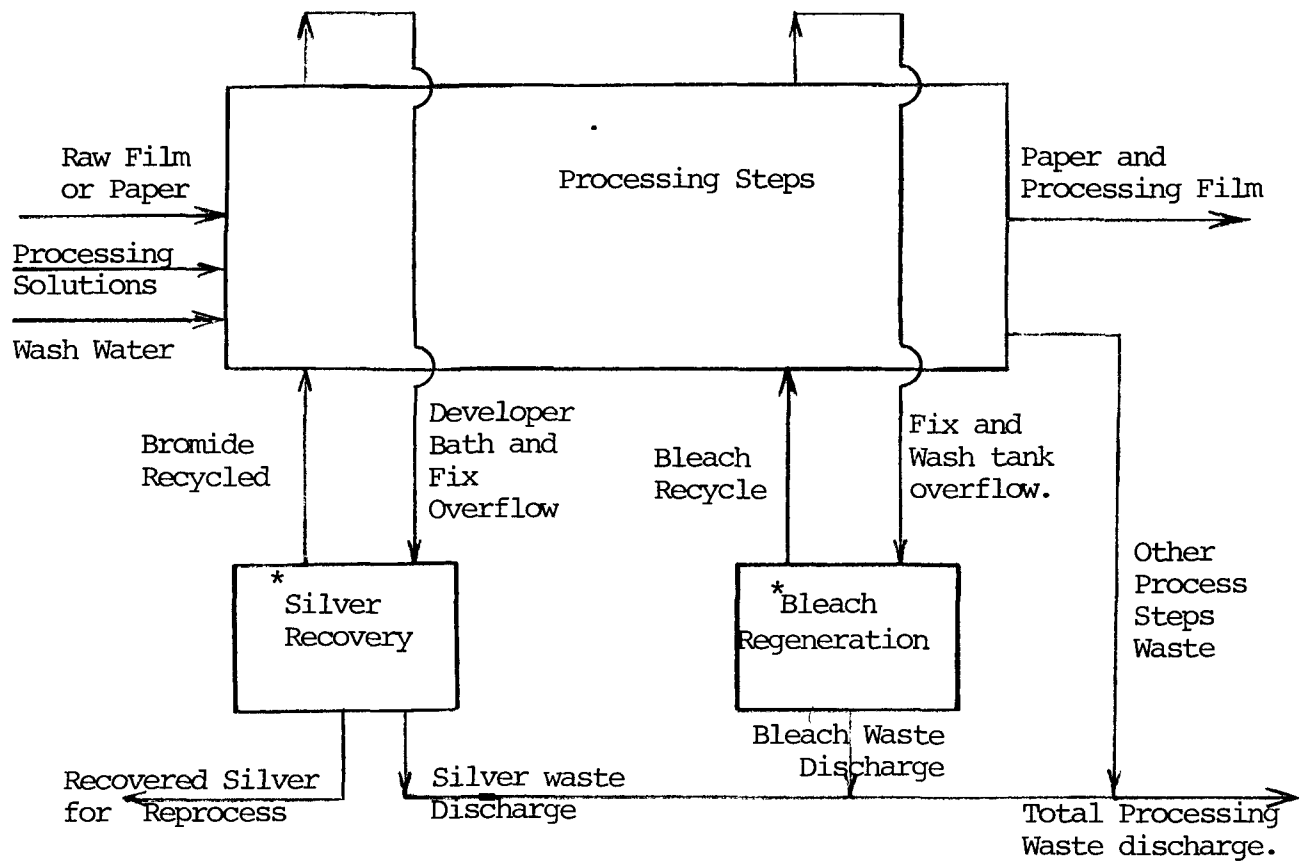 Raw Film
or Paper
Processing
Solutions
Wash Water
Processing Steps
Paper and
Processing Film
Bromide
Recycled
Developer
Bath and
Fix
Overflow
Bleach
Recycle
Fix and
Wash tank
overflow.
Other
Process
Steps
Waste
*
Silver
Recovery
*Bleach
Regeneration
Recovered Silver
for Reprocess
Silver waste
Discharge
Bleach Waste
Discharge
Total Processing
Waste discharge.